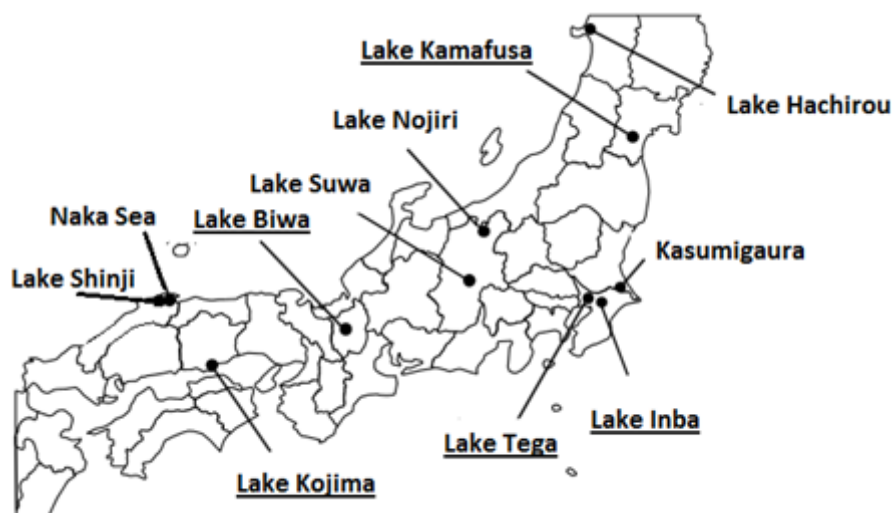 Lake Kamafusa
Lake Hachirou
Lake Nojiri
Lake Suwa
Naka Sea
Lake Biwa
Kasumigaura
Lake Shinji
Lake Inba
Lake Tega
Lake Kojima